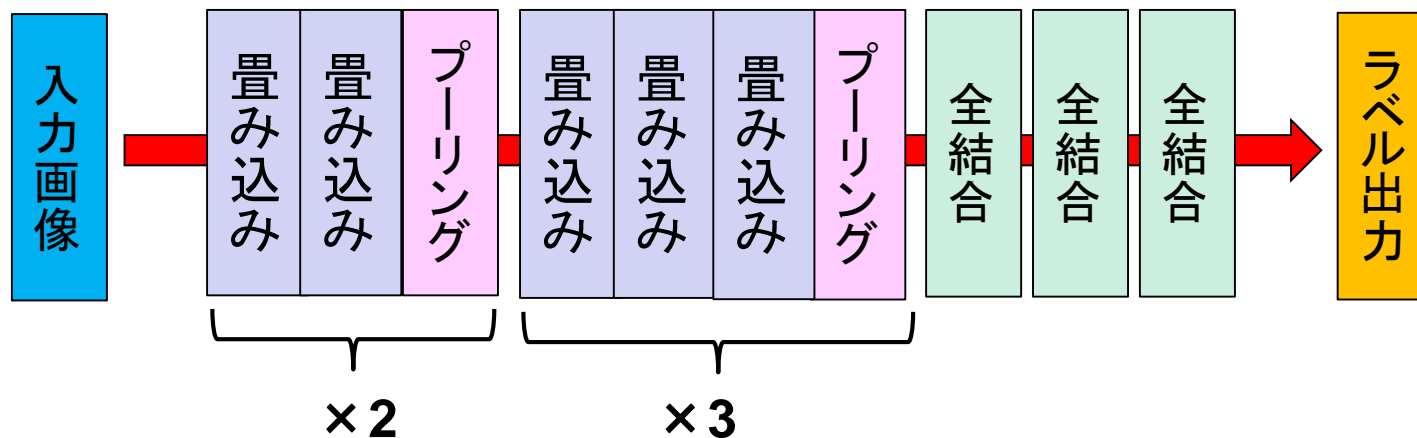 入力画像
畳み込み
畳み込み
プーリング
畳み込み
畳み込み
畳み込み
プーリング
全結合
全結合
全結合
ラベル出力
×2
×3